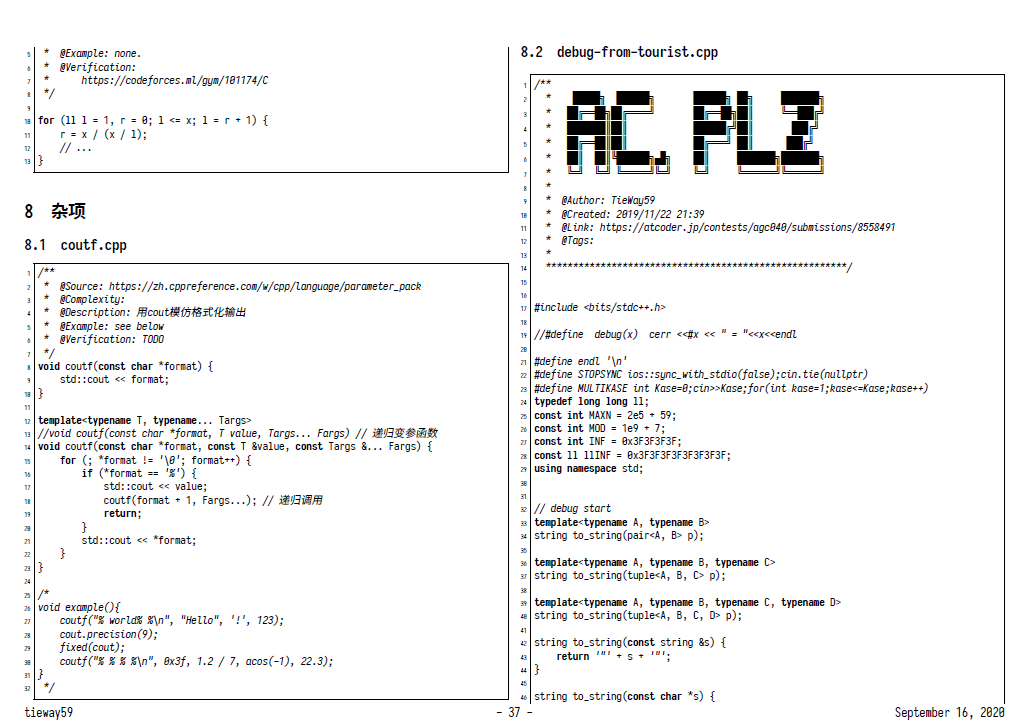 5 *  @Example: none.
6 *  @Verification:
7 *      https://codeforces.ml/gym/101174/C
8 */
9
10 for (ll l = 1, r = 0; l <= x; l = r + 1) {
11     r = x / (x / l);
12     // ...
13 }
8 杂项
8.1 coutf.cpp
1 /**
2 *  @Source: https://zh.cppreference.com/w/cpp/language/parameter_pack
3 *  @Complexity:
4 *  @Description: 用cout模仿格式化输出
5 *  @Example: see below
6 *  @Verification: TODO
7 */
8 void coutf(const char *format) {
9     std::cout << format;
10 }
11
12 template<typename T, typename... Targs>
13 //void coutf(const char *format, T value, Targs... Fargs) // 递归变参函数
14 void coutf(const char *format, const T &value, const Targs &... Fargs) {
15     for (; *format != '\0'; format++) {
16         if (*format == '%') {
17             std::cout << value;
18             coutf(format + 1, Fargs...); // 递归调用
19             return;
20         }
21         std::cout << *format;
22     }
23 }
24
25 /*
26 void example(){
27     coutf("% world% %\n", "Hello", '!', 123);
28     cout.precision(9);
29     fixed(cout);
30     coutf("% % % %\n", 0x3f, 1.2 / 7, acos(-1), 22.3);
31 }
32 */
8.2 debug-from-tourist.cpp
1 /**
2 *
3 *
4 * AC. PLZ
5 *
6 *
7 *
8 *
9 *  @Author: TieWay59
10 *  @Created: 2019/11/22 21:39
11 *  @Link: https://atcoder.jp/contests/agc040/submissions/8558491
12 *  @Tags:
13 *
14 *******************************************************/
15
16
17 #include <bits/stdc++.h>
18
19 //#define  debug(x)  cerr <<#x << " = "<<x<<endl
20
21 #define endl '\n'
22 #define STOPSYNC ios::sync_with_stdio(false);cin.tie(nullptr)
23 #define MULTIKASE int Kase=0;cin>>Kase;for(int kase=1;kase<=Kase;kase++)
24 typedef long long ll;
25 const int MAXN = 2e5 + 59;
26 const int MOD = 1e9 + 7;
27 const int INF = 0x3F3F3F3F;
28 const ll llINF = 0x3F3F3F3F3F3F3F3F;
29 using namespace std;
30
31
32 // debug start
33 template<typename A, typename B>
34 string to_string(pair<A, B> p);
35
36 template<typename A, typename B, typename C>
37 string to_string(tuple<A, B, C> p);
38
39 template<typename A, typename B, typename C, typename D>
40 string to_string(tuple<A, B, C, D> p);
41
42 string to_string(const string &s) {
43     return '"' + s + '"';
44 }
45
46 string to_string(const char *s) {
tieway59
- 37 -
September 16, 2020